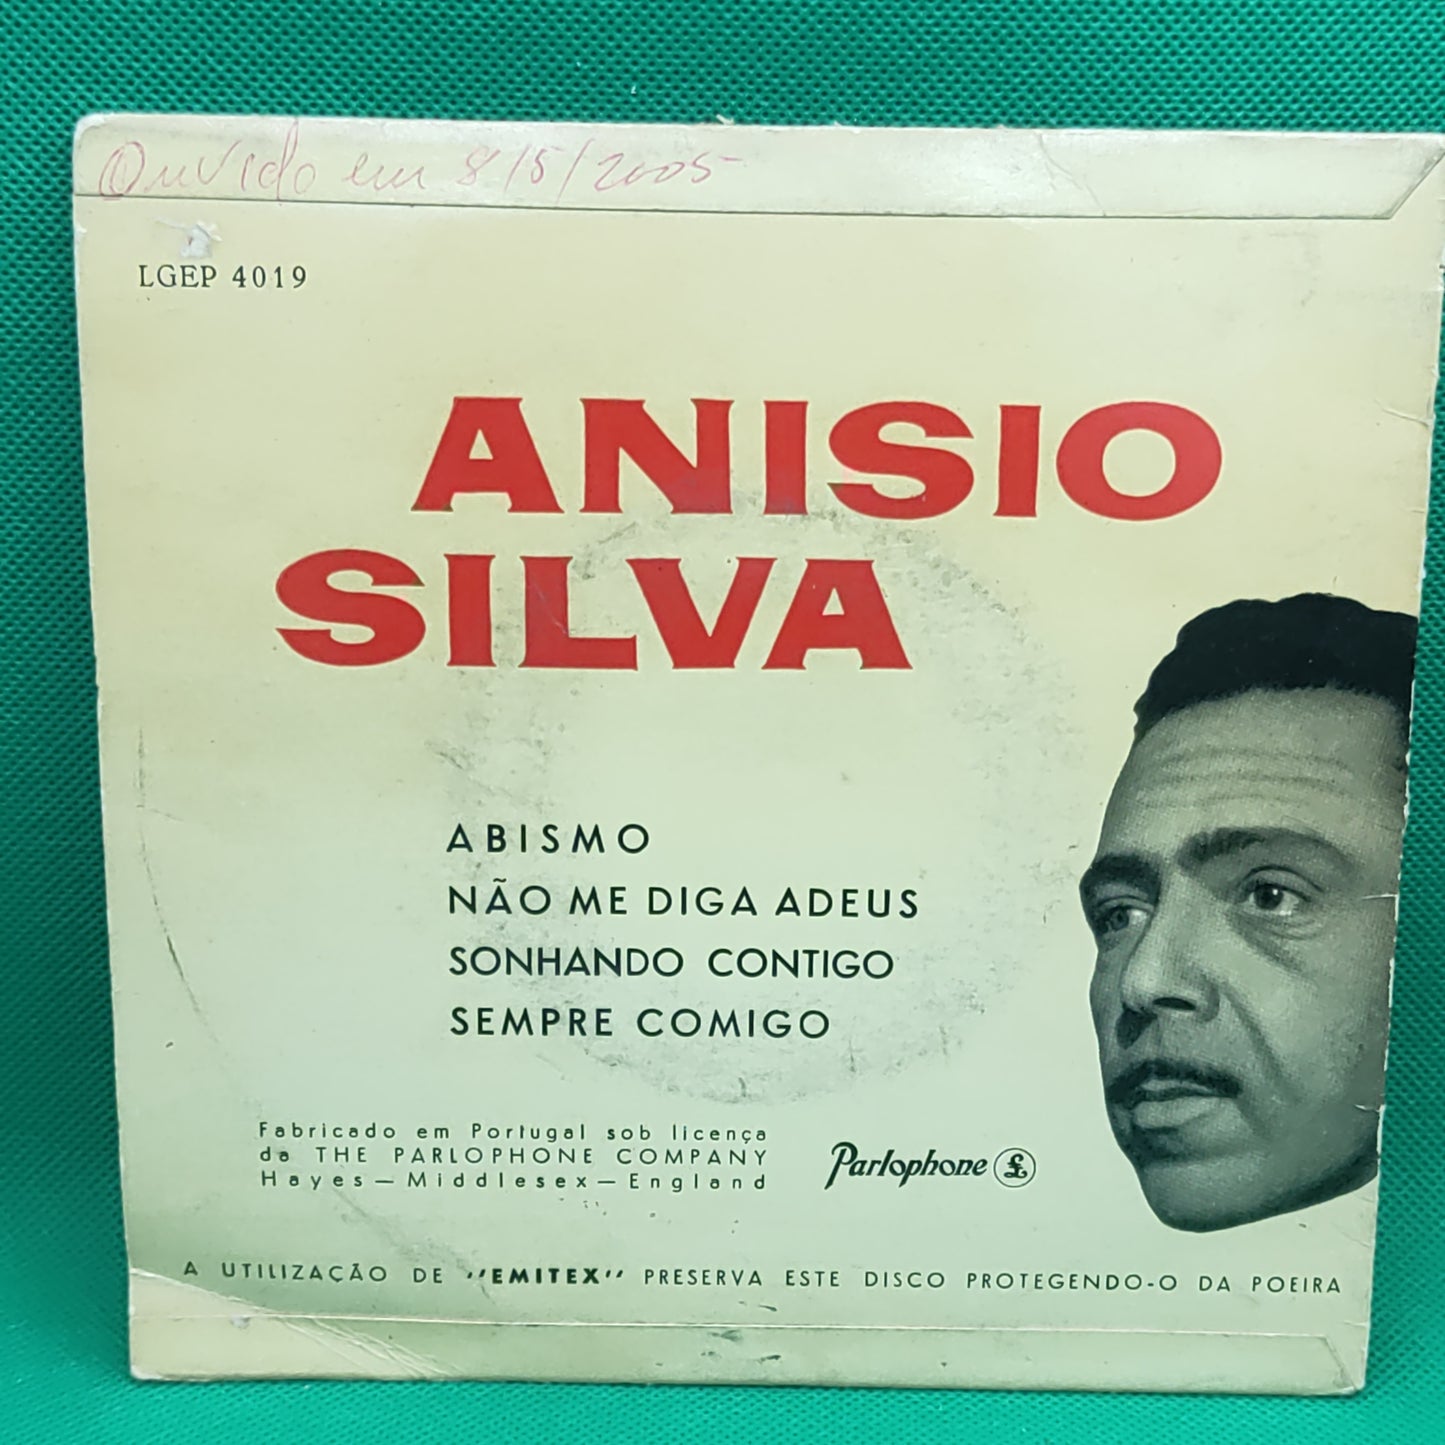 Ouvido em 8/5/2005
LGEP 4019
ANISIO
SILVA
ABISMO
NÃO ME DIGA ADEUS
SONHANDO CONTIGO
SEMPRE COMIGO
Fabricado em Portugal sob licença
da THE PARLOPHONE COMPANY
Hayes — Middlesex — England
Parlophone £
A UTILIZAÇÃO DE "EMITEX" PRESERVA ESTE DISCO PROTEGENDO-O DA POEIRA